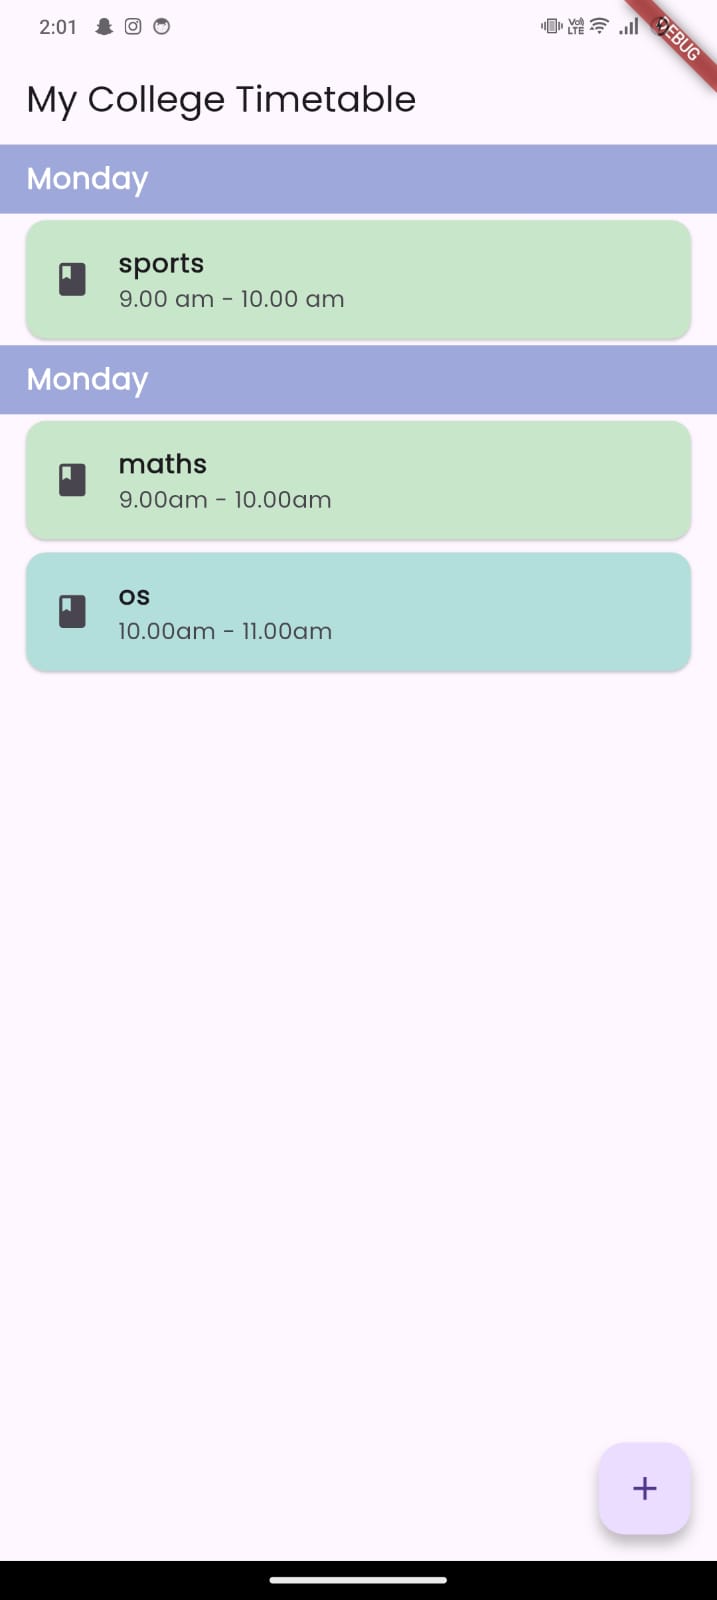 2:01
Vo)
LTE
DEBUG
My College Timetable
Monday
sports
9.00 am - 10.00 am
Monday
maths
9.00am - 10.00am
os
10.00am - 11.00am